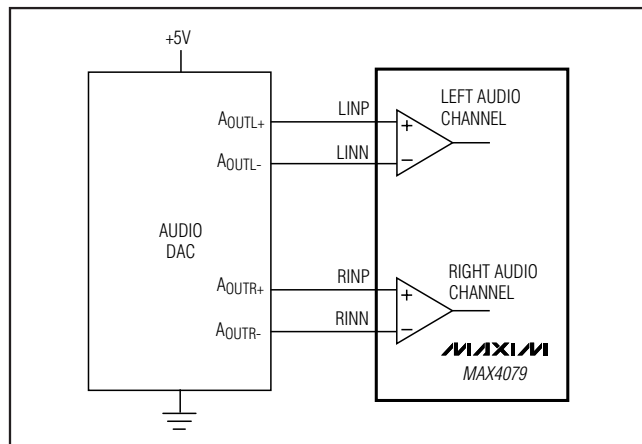 +5V
AOUTL+
LINP
LEFT AUDIO
CHANNEL
+
AOUTL-
LINN
−
AUDIO
DAC
AOUTR+
RINP
RIGHT AUDIO
CHANNEL
+
AOUTR-
RINN
−
MAXIM
MAX4079